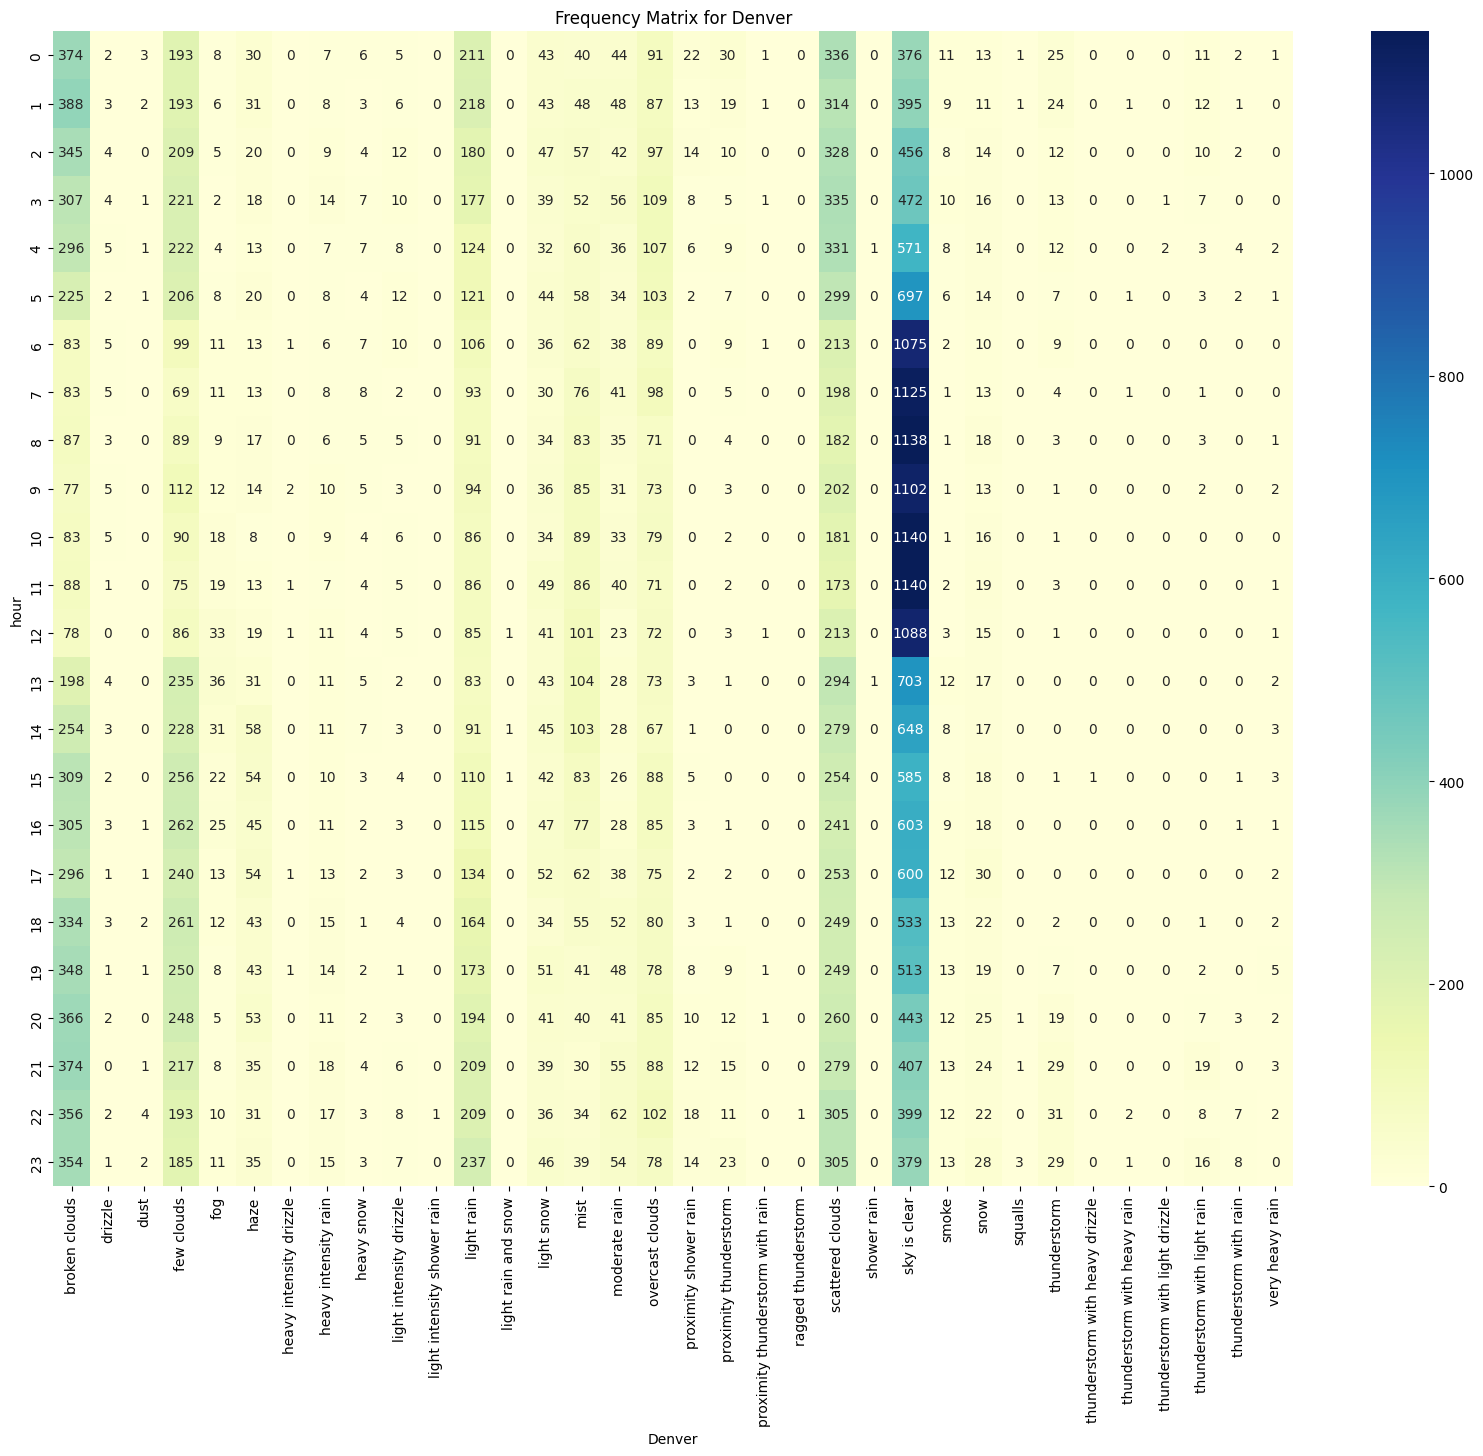 Frequency Matrix for Denver
0 374 2 3 193 8 30 0 7 6 5 0 211 0 43 40 44 91 22 30 1 0 336 0 376 11 13 1 25 0 0 0 11 2 1
1 388 3 2 193 6 31 0 8 3 6 0 218 0 43 48 48 87 13 19 1 0 314 0 395 9 11 1 24 0 1 0 12 1 0
2 345 4 0 209 5 20 0 9 4 12 0 180 0 47 57 42 97 14 10 0 0 328 0 456 8 14 0 12 0 0 0 10 2 0
3 307 4 1 221 2 18 0 14 7 10 0 177 0 39 52 56 109 8 5 1 0 335 0 472 10 16 0 13 0 0 1 7 0 0
4 296 5 1 222 4 13 0 7 7 8 0 124 0 32 60 36 107 6 9 0 0 331 1 571 8 14 0 12 0 0 2 3 4 2
5 225 2 1 206 8 20 0 8 4 12 0 121 0 44 58 34 103 2 7 0 0 299 0 697 6 14 0 7 0 1 0 3 2 1
6 83 5 0 99 11 13 1 6 7 10 0 106 0 36 62 38 89 0 9 1 0 213 0 1075 2 10 0 9 0 0 0 0 0 0
7 83 5 0 69 11 13 0 8 8 2 0 93 0 30 76 41 98 0 5 0 0 198 0 1125 1 13 0 4 0 1 0 1 0 0
8 87 3 0 89 9 17 0 6 5 5 0 91 0 34 83 35 71 0 4 0 0 182 0 1138 1 18 0 3 0 0 0 3 0 1
9 77 5 0 112 12 14 2 10 5 3 0 94 0 36 85 31 73 0 3 0 0 202 0 1102 1 13 0 1 0 0 0 2 0 2
10 83 5 0 90 18 8 0 9 4 6 0 86 0 34 89 33 79 0 2 0 0 181 0 1140 1 16 0 1 0 0 0 0 0 0
11 88 1 0 75 19 13 1 7 4 5 0 86 0 49 86 40 71 0 2 0 0 173 0 1140 2 19 0 3 0 0 0 0 0 1
12 78 0 0 86 33 19 1 11 4 5 0 85 1 41 101 23 72 0 3 1 0 213 0 1088 3 15 0 1 0 0 0 0 0 1
13 198 4 0 235 36 31 0 11 5 2 0 83 0 43 104 28 73 3 1 0 0 294 1 703 12 17 0 0 0 0 0 0 0 2
14 254 3 0 228 31 58 0 11 7 3 0 91 1 45 103 28 67 1 0 0 0 279 0 648 8 17 0 0 0 0 0 0 0 3
15 309 2 0 256 22 54 0 10 3 4 0 110 1 42 83 26 88 5 0 0 0 254 0 585 8 18 0 1 1 0 0 0 1 3
16 305 3 1 262 25 45 0 11 2 3 0 115 0 47 77 28 85 3 1 0 0 241 0 603 9 18 0 0 0 0 0 0 1 1
17 296 1 1 240 13 54 1 13 2 3 0 134 0 52 62 38 75 2 2 0 0 253 0 600 12 30 0 0 0 0 0 0 0 2
18 334 3 2 261 12 43 0 15 1 4 0 164 0 34 55 52 80 3 1 0 0 249 0 533 13 22 0 2 0 0 0 1 0 2
19 348 1 1 250 8 43 1 14 2 1 0 173 0 51 41 48 78 8 9 1 0 249 0 513 13 19 0 7 0 0 0 2 0 5
20 366 2 0 248 5 53 0 11 2 3 0 194 0 41 40 41 85 10 12 1 0 260 0 443 12 25 1 19 0 0 0 7 3 2
21 374 0 1 217 8 35 0 18 4 6 0 209 0 39 30 55 88 12 15 0 0 279 0 407 13 24 1 29 0 0 0 19 0 3
22 356 2 4 193 10 31 0 17 3 8 1 209 0 36 34 62 102 18 11 0 1 305 0 399 12 22 0 31 0 2 0 8 7 2
23 354 1 2 185 11 35 0 15 3 7 0 237 0 46 39 54 78 14 23 0 0 305 0 379 13 28 3 29 0 1 0 16 8 0
hour
broken clouds
drizzle
dust
few clouds
fog
haze
heavy intensity drizzle
heavy intensity rain
heavy snow
light intensity drizzle
light intensity shower rain
light rain
light rain and snow
light snow
mist
moderate rain
overcast clouds
proximity shower rain
proximity thunderstorm
proximity thunderstorm with rain
ragged thunderstorm
scattered clouds
shower rain
sky is clear
smoke
snow
squalls
thunderstorm
thunderstorm with heavy drizzle
thunderstorm with heavy rain
thunderstorm with light drizzle
thunderstorm with light rain
thunderstorm with rain
very heavy rain
Denver
1000
800
600
400
200
0